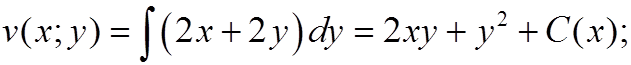 v(x; y) = ∫(2x + 2y)dy = 2xy + y² + C(x);